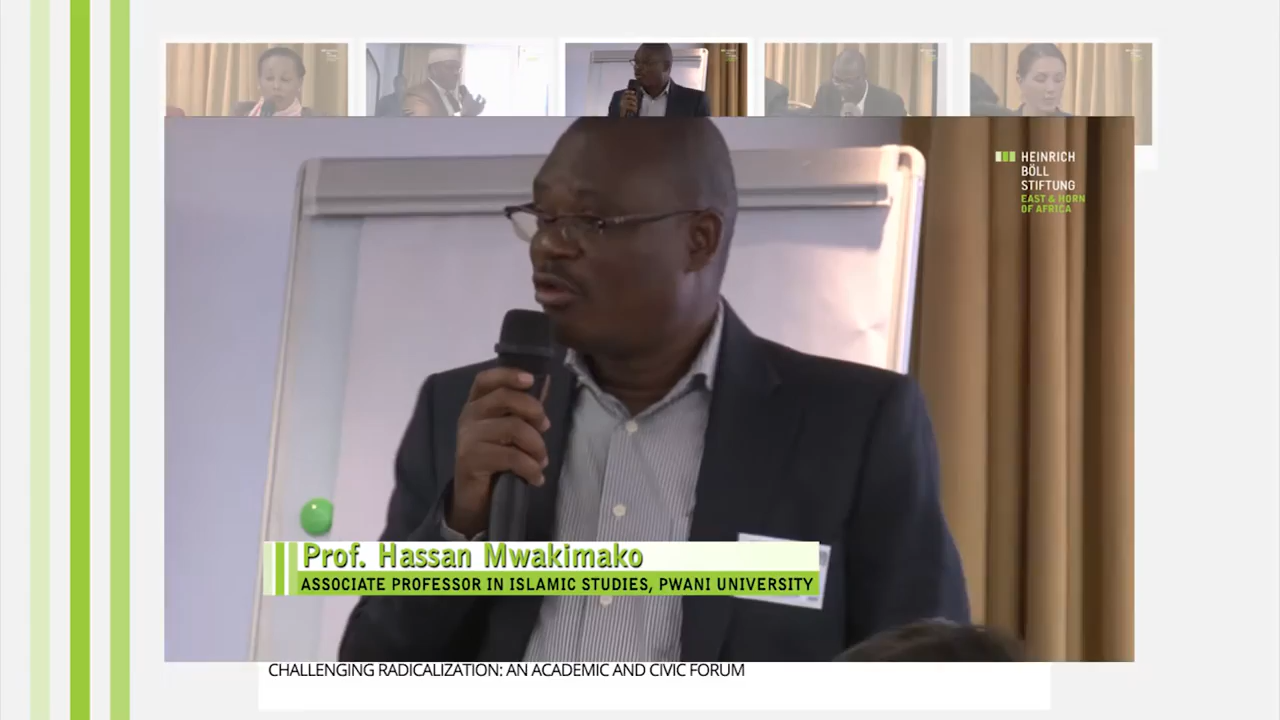 HEINRICH
BÖLL
STIFTUNG
EAST & HORN
OF AFRICA
Prof. Hassan Mwakimako
ASSOCIATE PROFESSOR IN ISLAMIC STUDIES, PWANI UNIVERSITY
CHALLENGING RADICALIZATION: AN ACADEMIC AND CIVIC FORUM